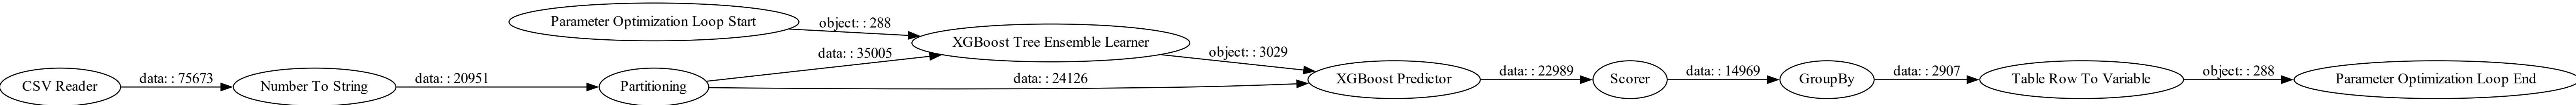 Parameter Optimization Loop Start
object: : 288
XGBoost Tree Ensemble Learner
object: : 3029
CSV Reader
data: : 75673
Number To String
data: : 20951
Partitioning
data: : 35005
data: : 24126
XGBoost Predictor
data: : 22989
Scorer
data: : 14969
GroupBy
data: : 2907
Table Row To Variable
object: : 288
Parameter Optimization Loop End